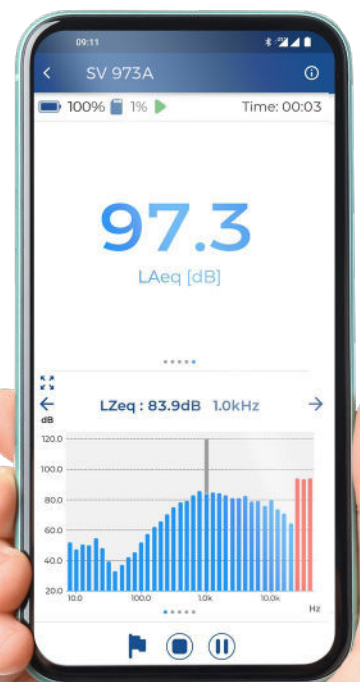 09:11
SV 973A
100% 1% Time: 00:03
97.3
LAeq [dB]
LZeq : 83.9dB 1.0kHz
dB
120.0
100.0
80.0
60.0
40.0
20.0
10.0 100.0 1.0k 10.0k
Hz